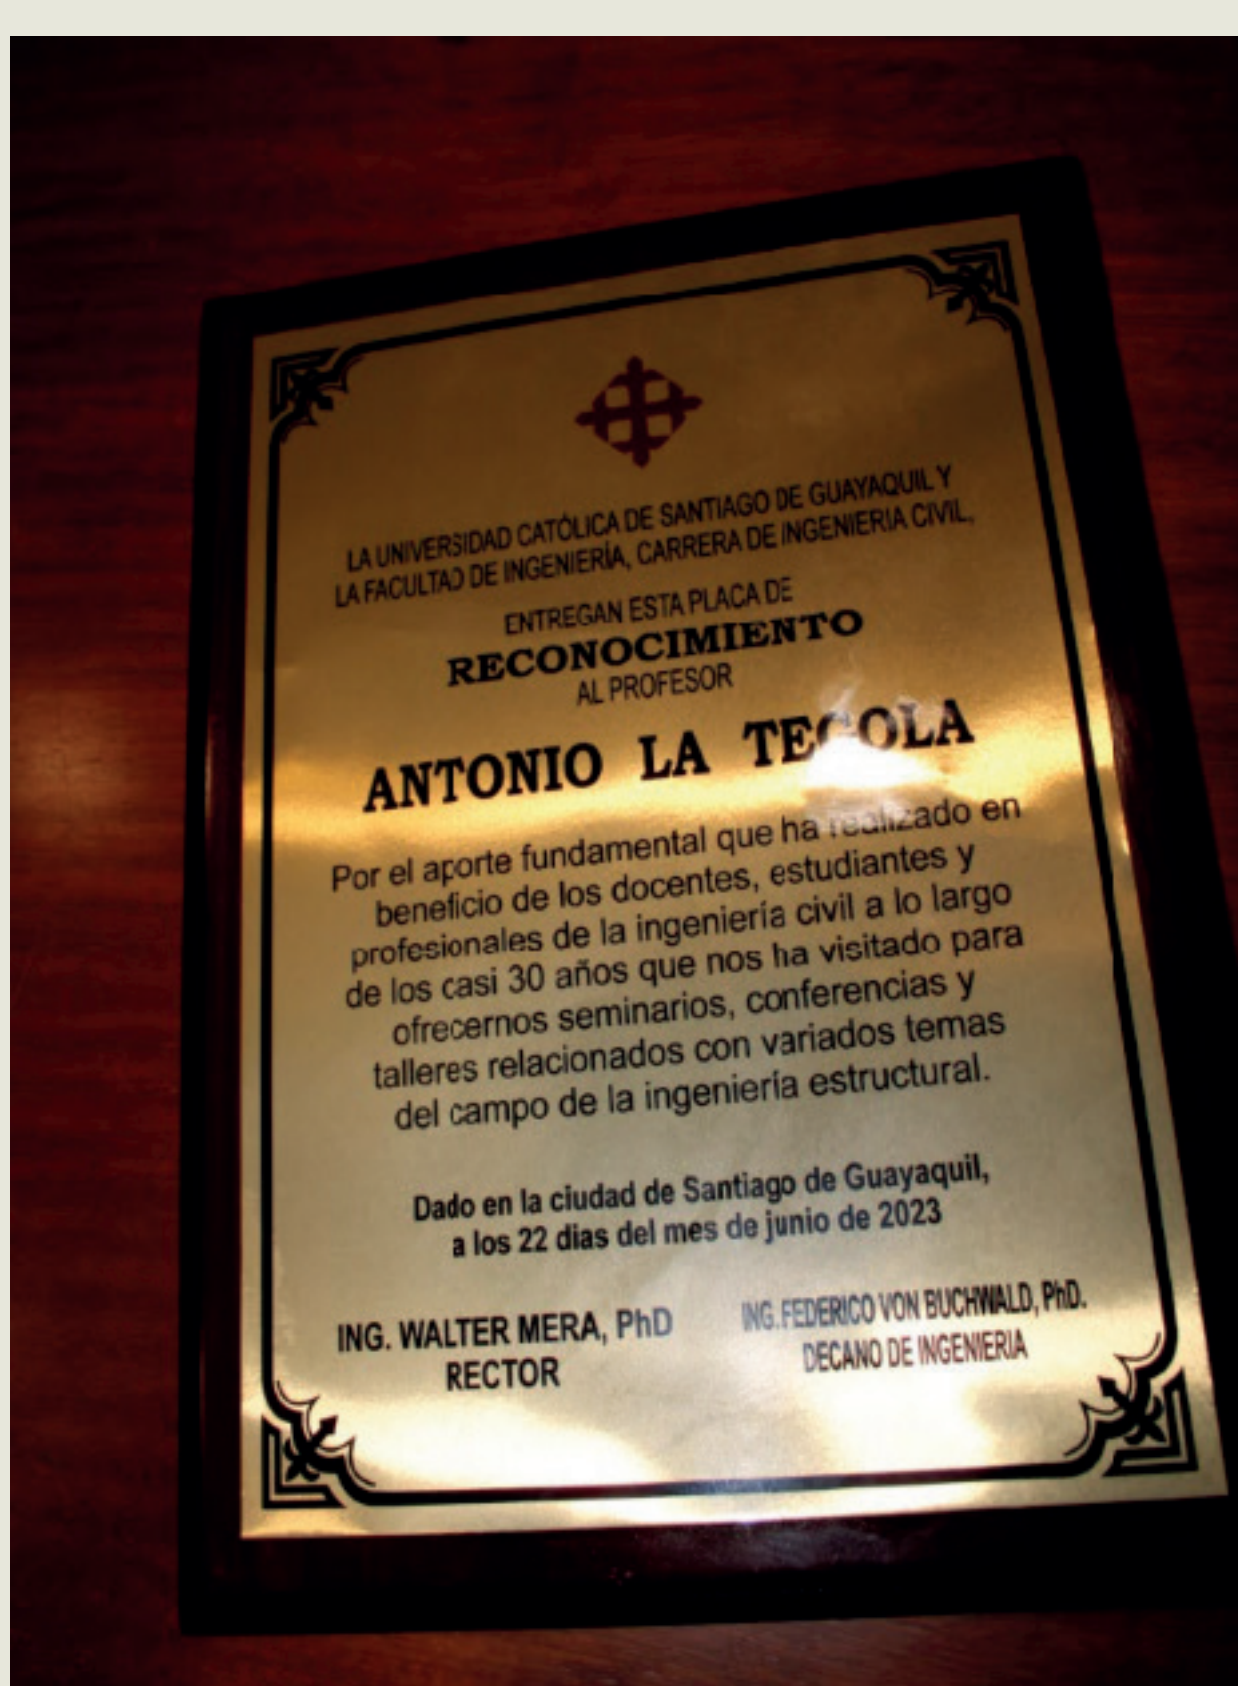 LA UNIVERSIDAD CATÓLICA DE SANTIAGO DE GUAYAQUIL Y
LA FACULTAD DE INGENIERÍA, CARRERA DE INGENIERIA CIVIL,
ENTREGAN ESTA PLACA DE
RECONOCIMIENTO
AL PROFESOR
ANTONIO LA TEGOLA
Por el aporte fundamental que ha realizado en
beneficio de los docentes, estudiantes y
profesionales de la ingeniería civil a lo largo
de los casi 30 años que nos ha visitado para
ofrecernos seminarios, conferencias y
talleres relacionados con variados temas
del campo de la ingeniería estructural.
Dado en la ciudad de Santiago de Guayaquil,
a los 22 dias del mes de junio de 2023
ING. WALTER MERA, PhD
RECTOR
ING.FEDERICO VON BUCHWALD, PhD.
DECANO DE INGENIERIA